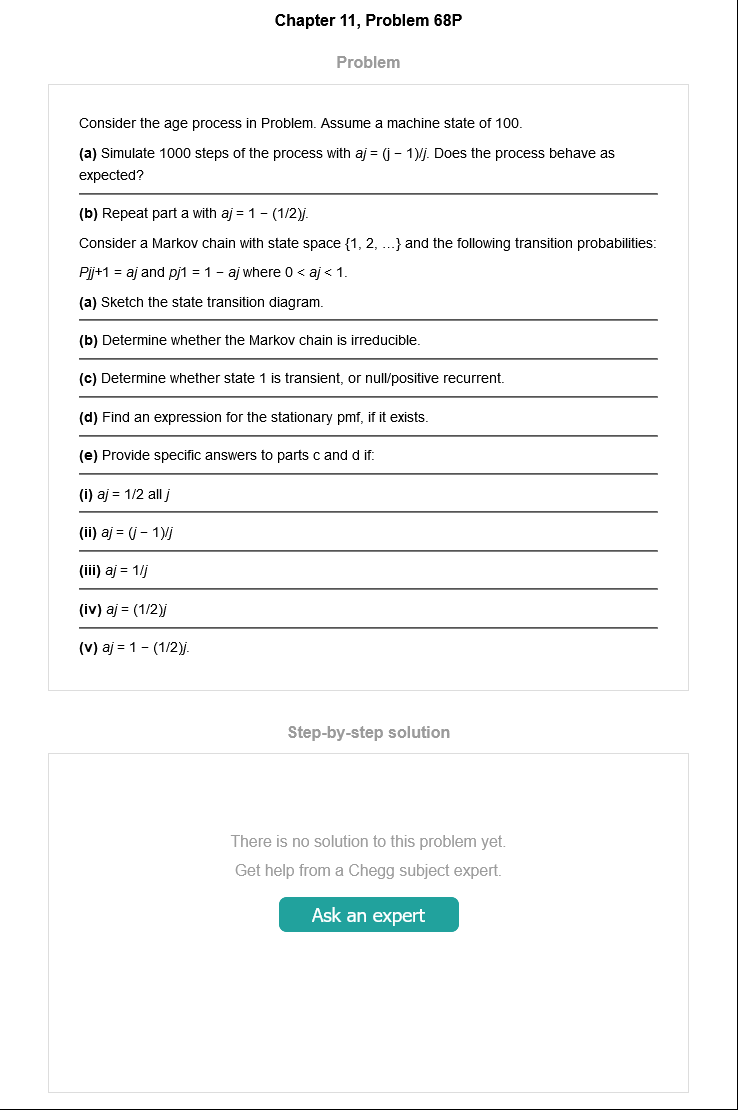 Chapter 11, Problem 68P
Problem
Consider the age process in Problem. Assume a machine state of 100.
(a) Simulate 1000 steps of the process with aj = (j − 1)/j. Does the process behave as
expected?
(b) Repeat part a with aj = 1 − (1/2)j.
Consider a Markov chain with state space {1, 2, …} and the following transition probabilities:
Pjj+1 = aj and pj1 = 1 − aj where 0 < aj < 1.
(a) Sketch the state transition diagram.
(b) Determine whether the Markov chain is irreducible.
(c) Determine whether state 1 is transient, or null/positive recurrent.
(d) Find an expression for the stationary pmf, if it exists.
(e) Provide specific answers to parts c and d if:
(i) aj = 1/2 all j
(ii) aj = (j − 1)/j
(iii) aj = 1/j
(iv) aj = (1/2)j
(v) aj = 1 − (1/2)j.
Step-by-step solution
There is no solution to this problem yet.
Get help from a Chegg subject expert.
Ask an expert